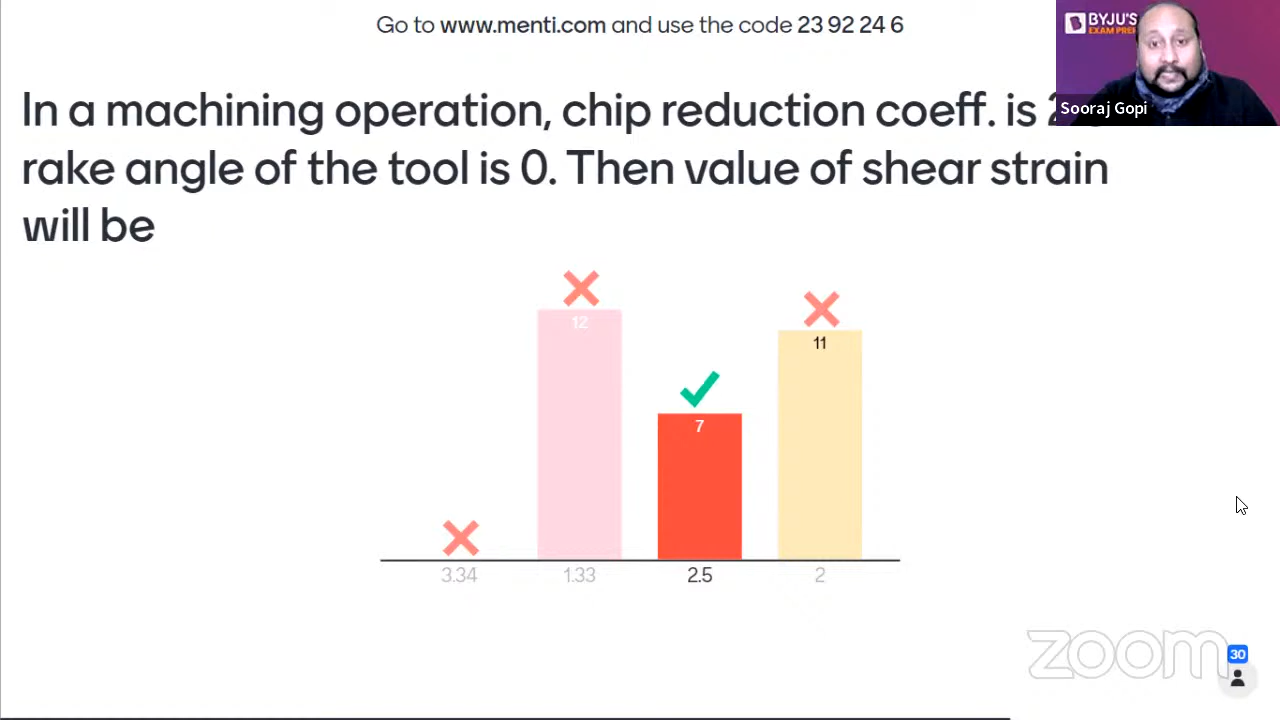 Go to www.menti.com and use the code 23 92 24 6
BYJU'S
EXAM PREP
Sooraj Gopi
In a machining operation, chip reduction coeff. is
rake angle of the tool is 0. Then value of shear strain
will be
12
11
7
3.34
1.33
2.5
2
zoom
30